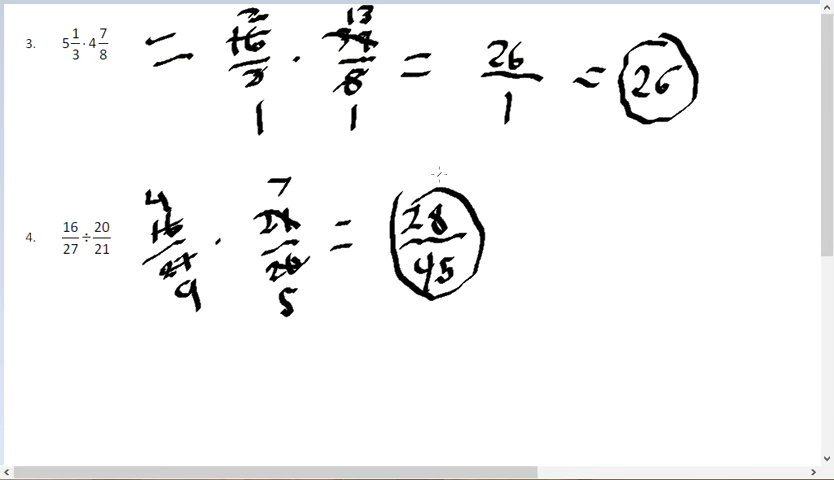 3. 5 1/3 · 4 7/8 = 2 16/3 1 · 13 39/8 1 = 26/1 = 26
4. 16/27 ÷ 20/21 4 16/27 9 · 7 21/20 5 = 28/45